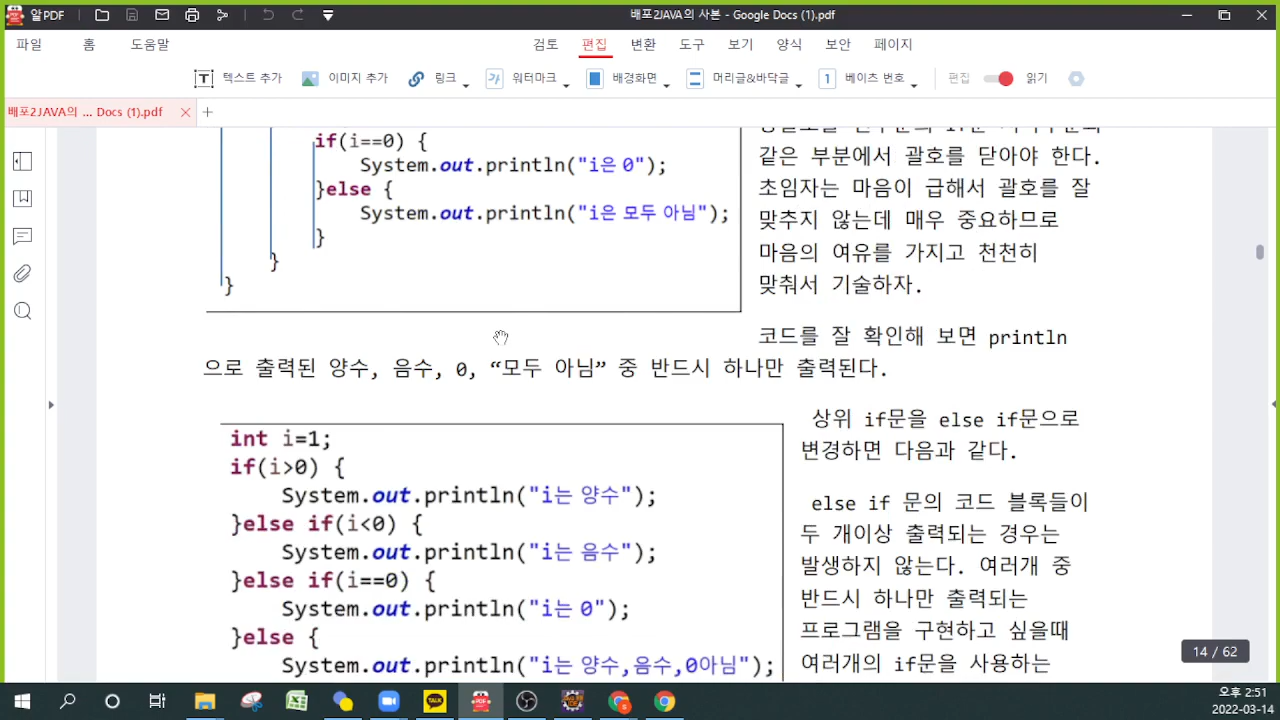 알PDF
배포2JAVA의 사본 - Google Docs (1).pdf
파일 홈 도움말 검토 편집 변환 도구 보기 양식 보안 페이지
텍스트 추가 이미지 추가 링크 워터마크 배경화면 머리글&바닥글 베이츠 번호 편집 읽기
배포2JAVA의 ... Docs (1).pdf
if(i==0) {
System.out.println("i은 0");
}else {
System.out.println("i은 모두 아님");
}
}
}
같은 부분에서 괄호를 닫아야 한다.
초임자는 마음이 급해서 괄호를 잘
맞추지 않는데 매우 중요하므로
마음의 여유를 가지고 천천히
맞춰서 기술하자.
코드를 잘 확인해 보면 println
으로 출력된 양수, 음수, 0, “모두 아님” 중 반드시 하나만 출력된다.
int i=1;
if(i>0) {
System.out.println("i는 양수");
}else if(i<0) {
System.out.println("i는 음수");
}else if(i==0) {
System.out.println("i는 0");
}else {
System.out.println("i는 양수,음수,0아님");
상위 if문을 else if문으로
변경하면 다음과 같다.
else if 문의 코드 블록들이
두 개이상 출력되는 경우는
발생하지 않는다. 여러개 중
반드시 하나만 출력되는
프로그램을 구현하고 싶을때
여러개의 if문을 사용하는
14 / 62
오후 2:51
2022-03-14